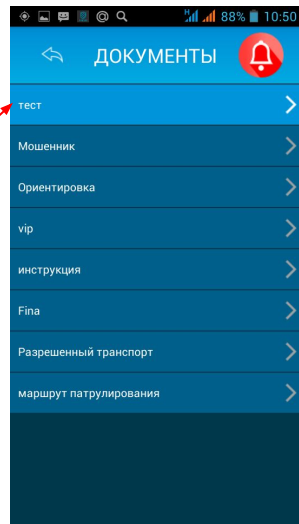 88% 10:50
ДОКУМЕНТЫ
тест
Мошенник
Ориентировка
vip
инструкция
Fina
Разрешенный транспорт
маршрут патрулирования